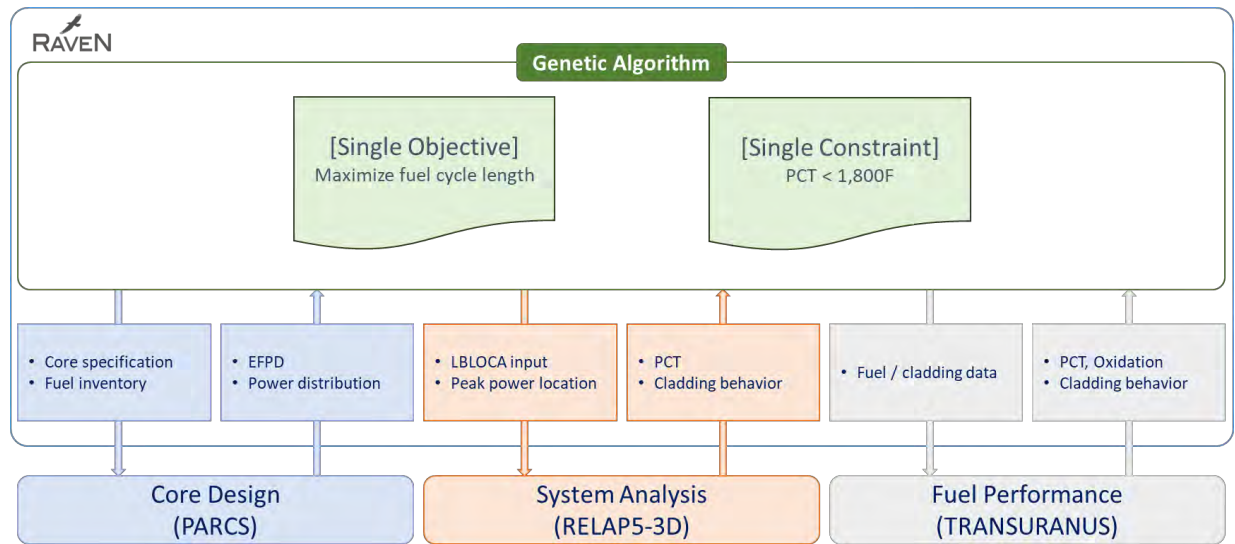 RAVEN
Genetic Algorithm
[Single Objective]
Maximize fuel cycle length
[Single Constraint]
PCT < 1,800F
• Core specification
• Fuel inventory
• EFPD
• Power distribution
• LBLOCA input
• Peak power location
• PCT
• Cladding behavior
• Fuel / cladding data
• PCT, Oxidation
• Cladding behavior
Core Design
(PARCS)
System Analysis
(RELAP5-3D)
Fuel Performance
(TRANSURANUS)